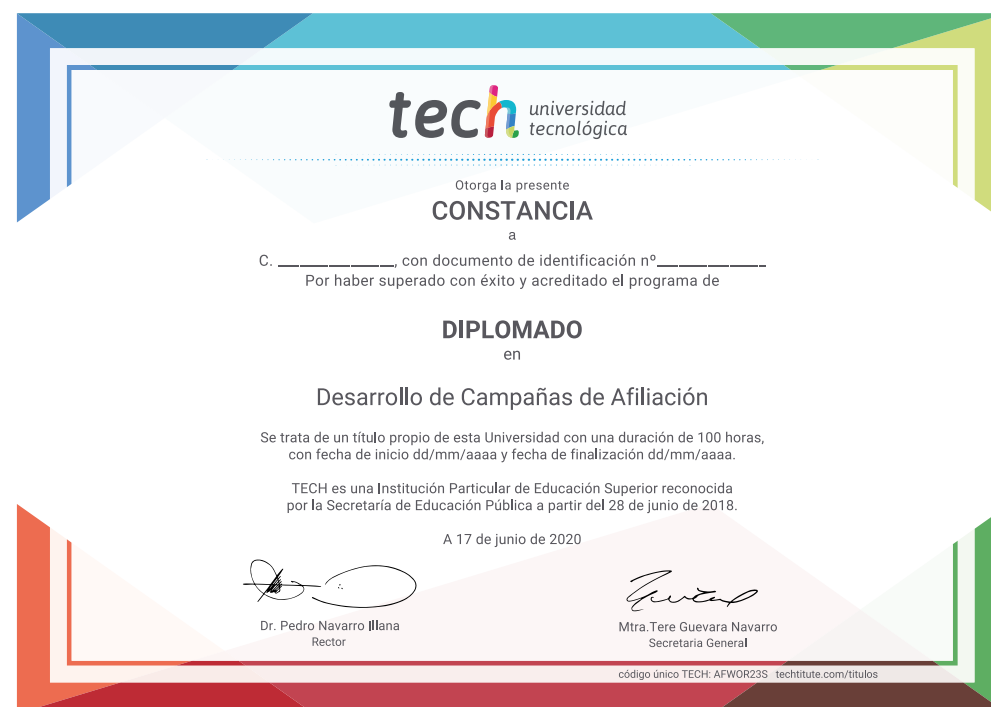 tech universidad
tecnológica
Otorga la presente
CONSTANCIA
a
C. ______________, con documento de identificación nº_____________
Por haber superado con éxito y acreditado el programa de
DIPLOMADO
en
Desarrollo de Campañas de Afiliación
Se trata de un título propio de esta Universidad con una duración de 100 horas,
con fecha de inicio dd/mm/aaaa y fecha de finalización dd/mm/aaaa.
TECH es una Institución Particular de Educación Superior reconocida
por la Secretaría de Educación Pública a partir del 28 de junio de 2018.
A 17 de junio de 2020
Dr. Pedro Navarro Illana
Rector
Mtra.Tere Guevara Navarro
Secretaria General
código único TECH: AFWOR23S techtitute.com/titulos